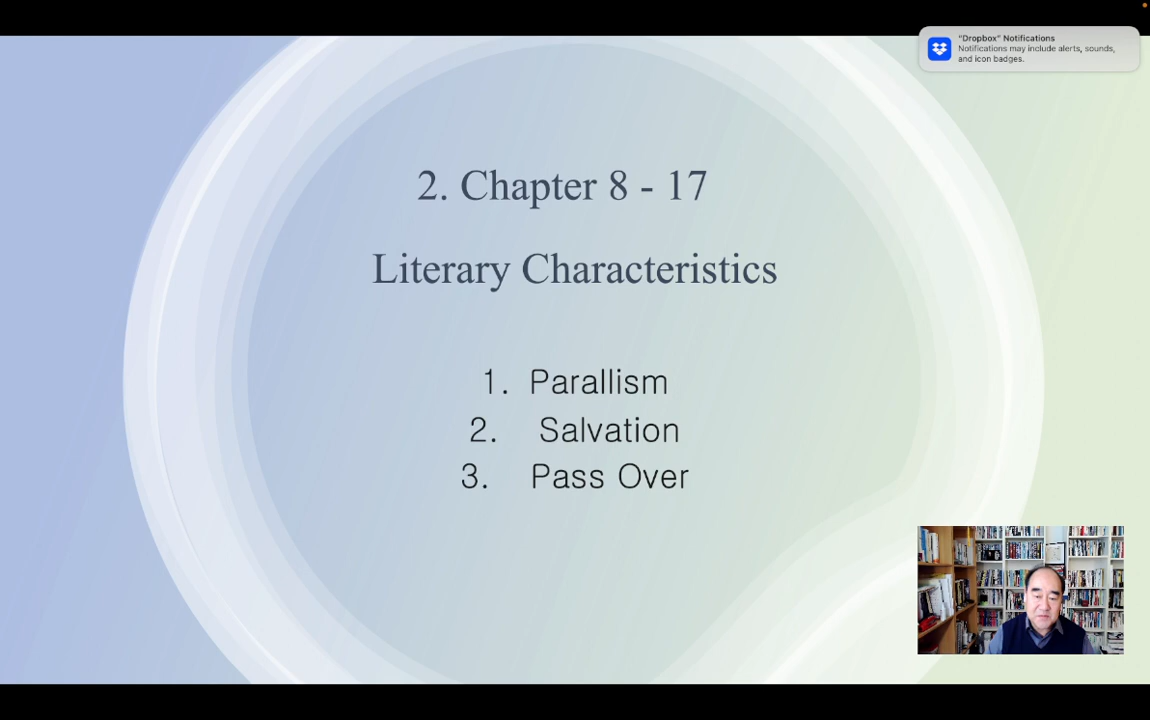 "Dropbox" Notifications
Notifications may include alerts, sounds,
and icon badges.
2. Chapter 8 - 17
Literary Characteristics
1. Parallism
2. Salvation
3. Pass Over